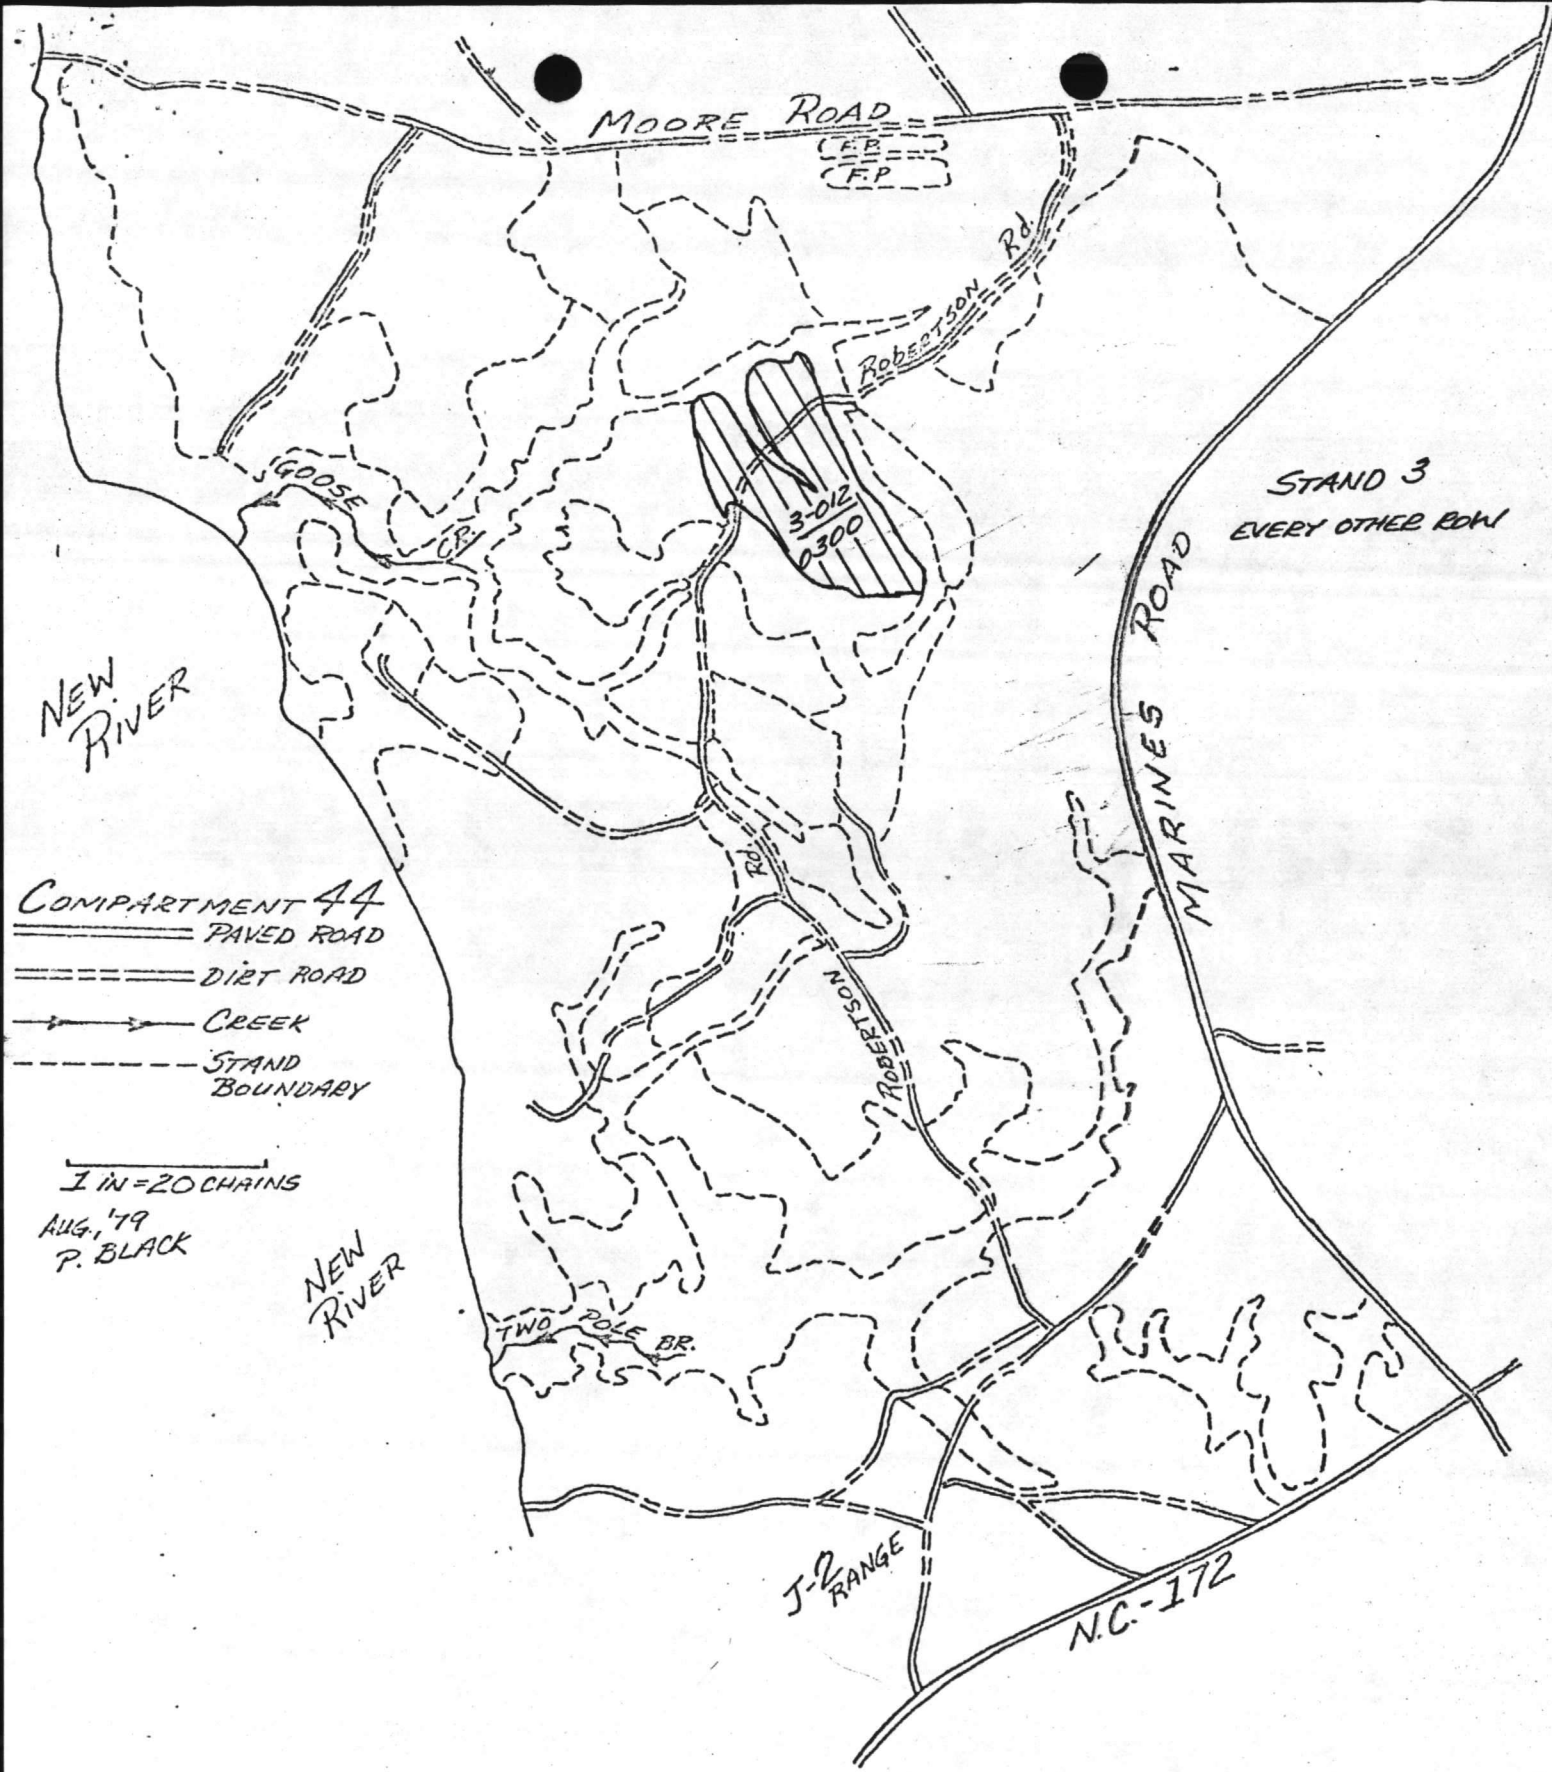 MOORE ROAD
F.P.
F.P
ROBERTSON Rd.
GOOSE CR.
3-012
0300
STAND 3
EVERY OTHER ROW
MARINES ROAD
NEW
RIVER
Rd.
ROBERTSON
COMPARTMENT 44
PAVED ROAD
DIRT ROAD
CREEK
STAND
BOUNDARY
1 IN = 20 CHAINS
AUG., '79
P. BLACK
NEW
RIVER
TWO POLE BR.
J-2
RANGE
N.C.-172